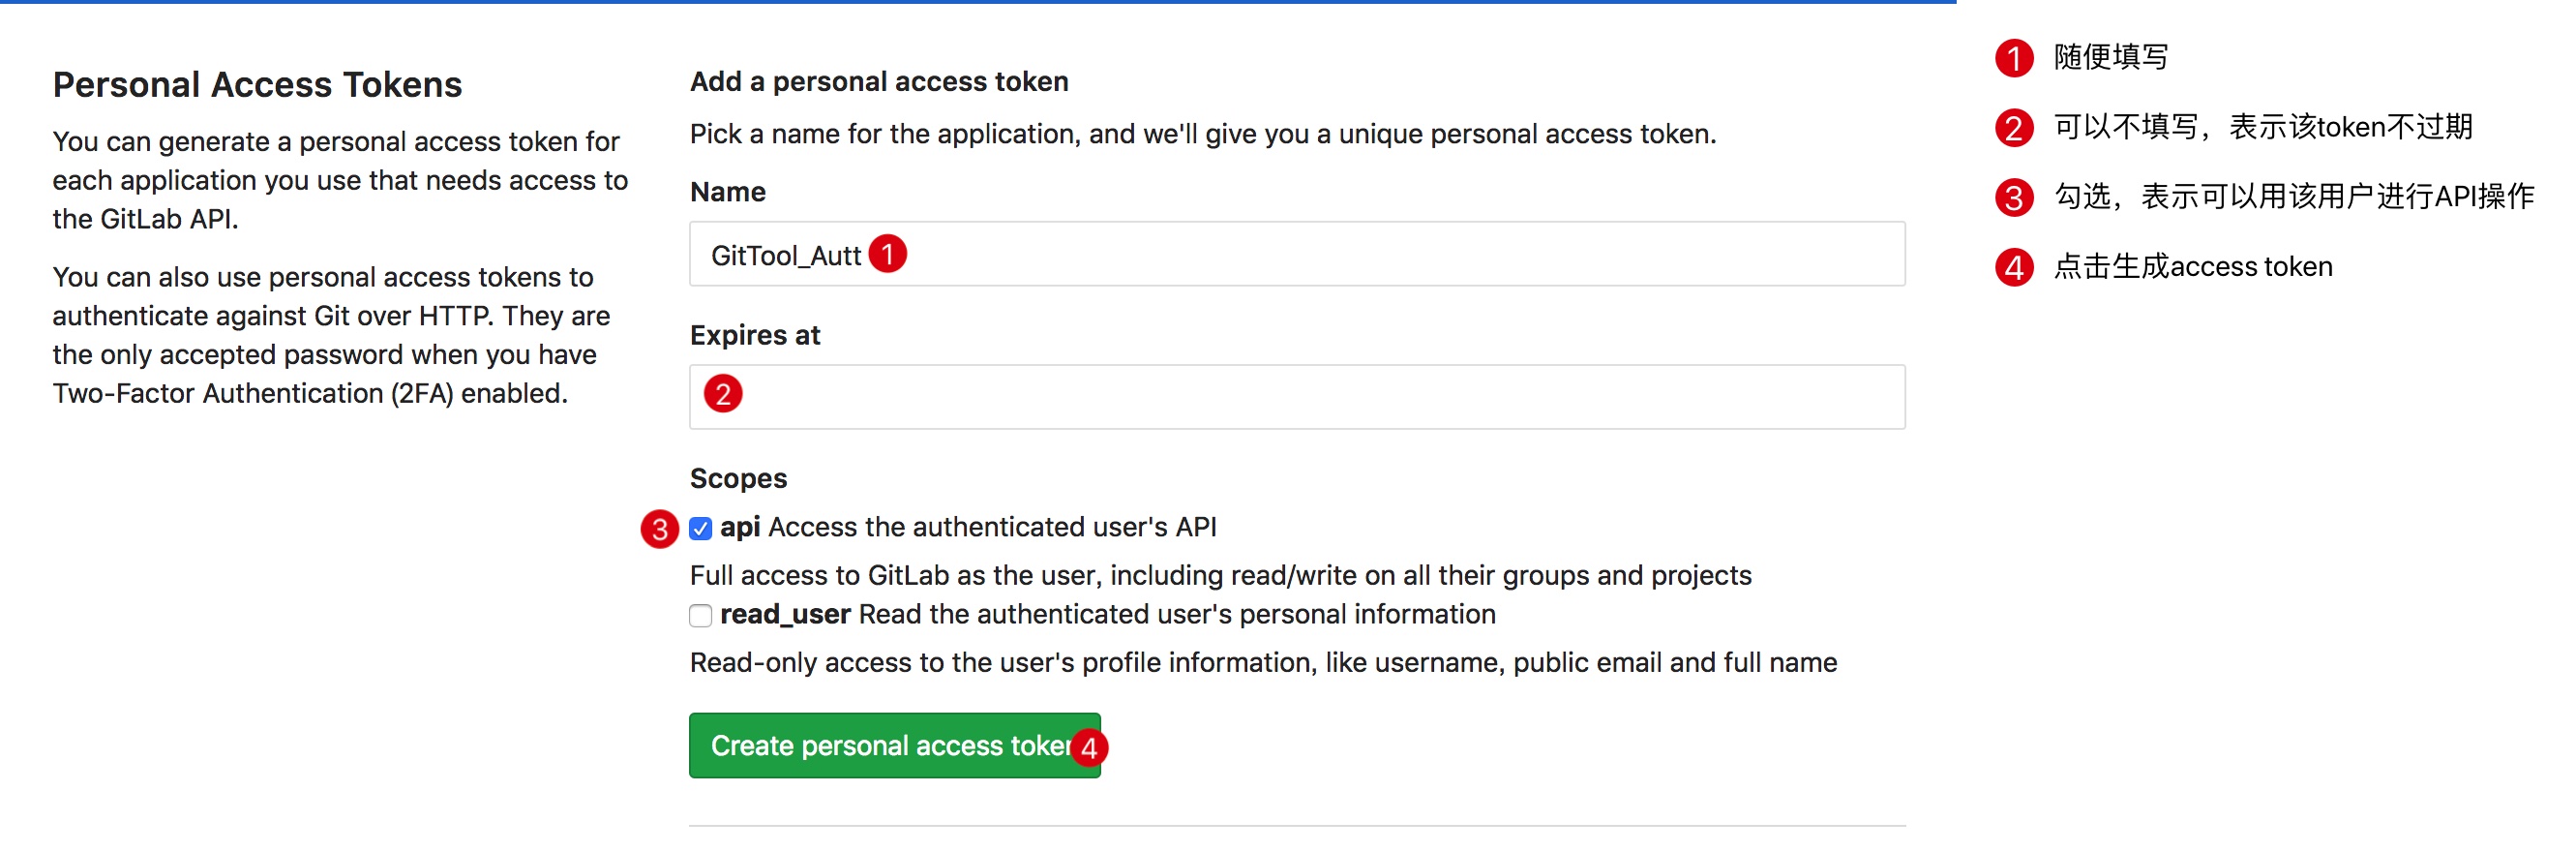 Personal Access Tokens
You can generate a personal access token for
each application you use that needs access to
the GitLab API.
You can also use personal access tokens to
authenticate against Git over HTTP. They are
the only accepted password when you have
Two-Factor Authentication (2FA) enabled.
Add a personal access token
Pick a name for the application, and we'll give you a unique personal access token.
Name
GitTool_Autt 1
Expires at
2
Scopes
3 api Access the authenticated user's API
Full access to GitLab as the user, including read/write on all their groups and projects
read_user Read the authenticated user's personal information
Read-only access to the user's profile information, like username, public email and full name
Create personal access token 4
1 随便填写
2 可以不填写，表示该token不过期
3 勾选，表示可以用该用户进行API操作
4 点击生成access token